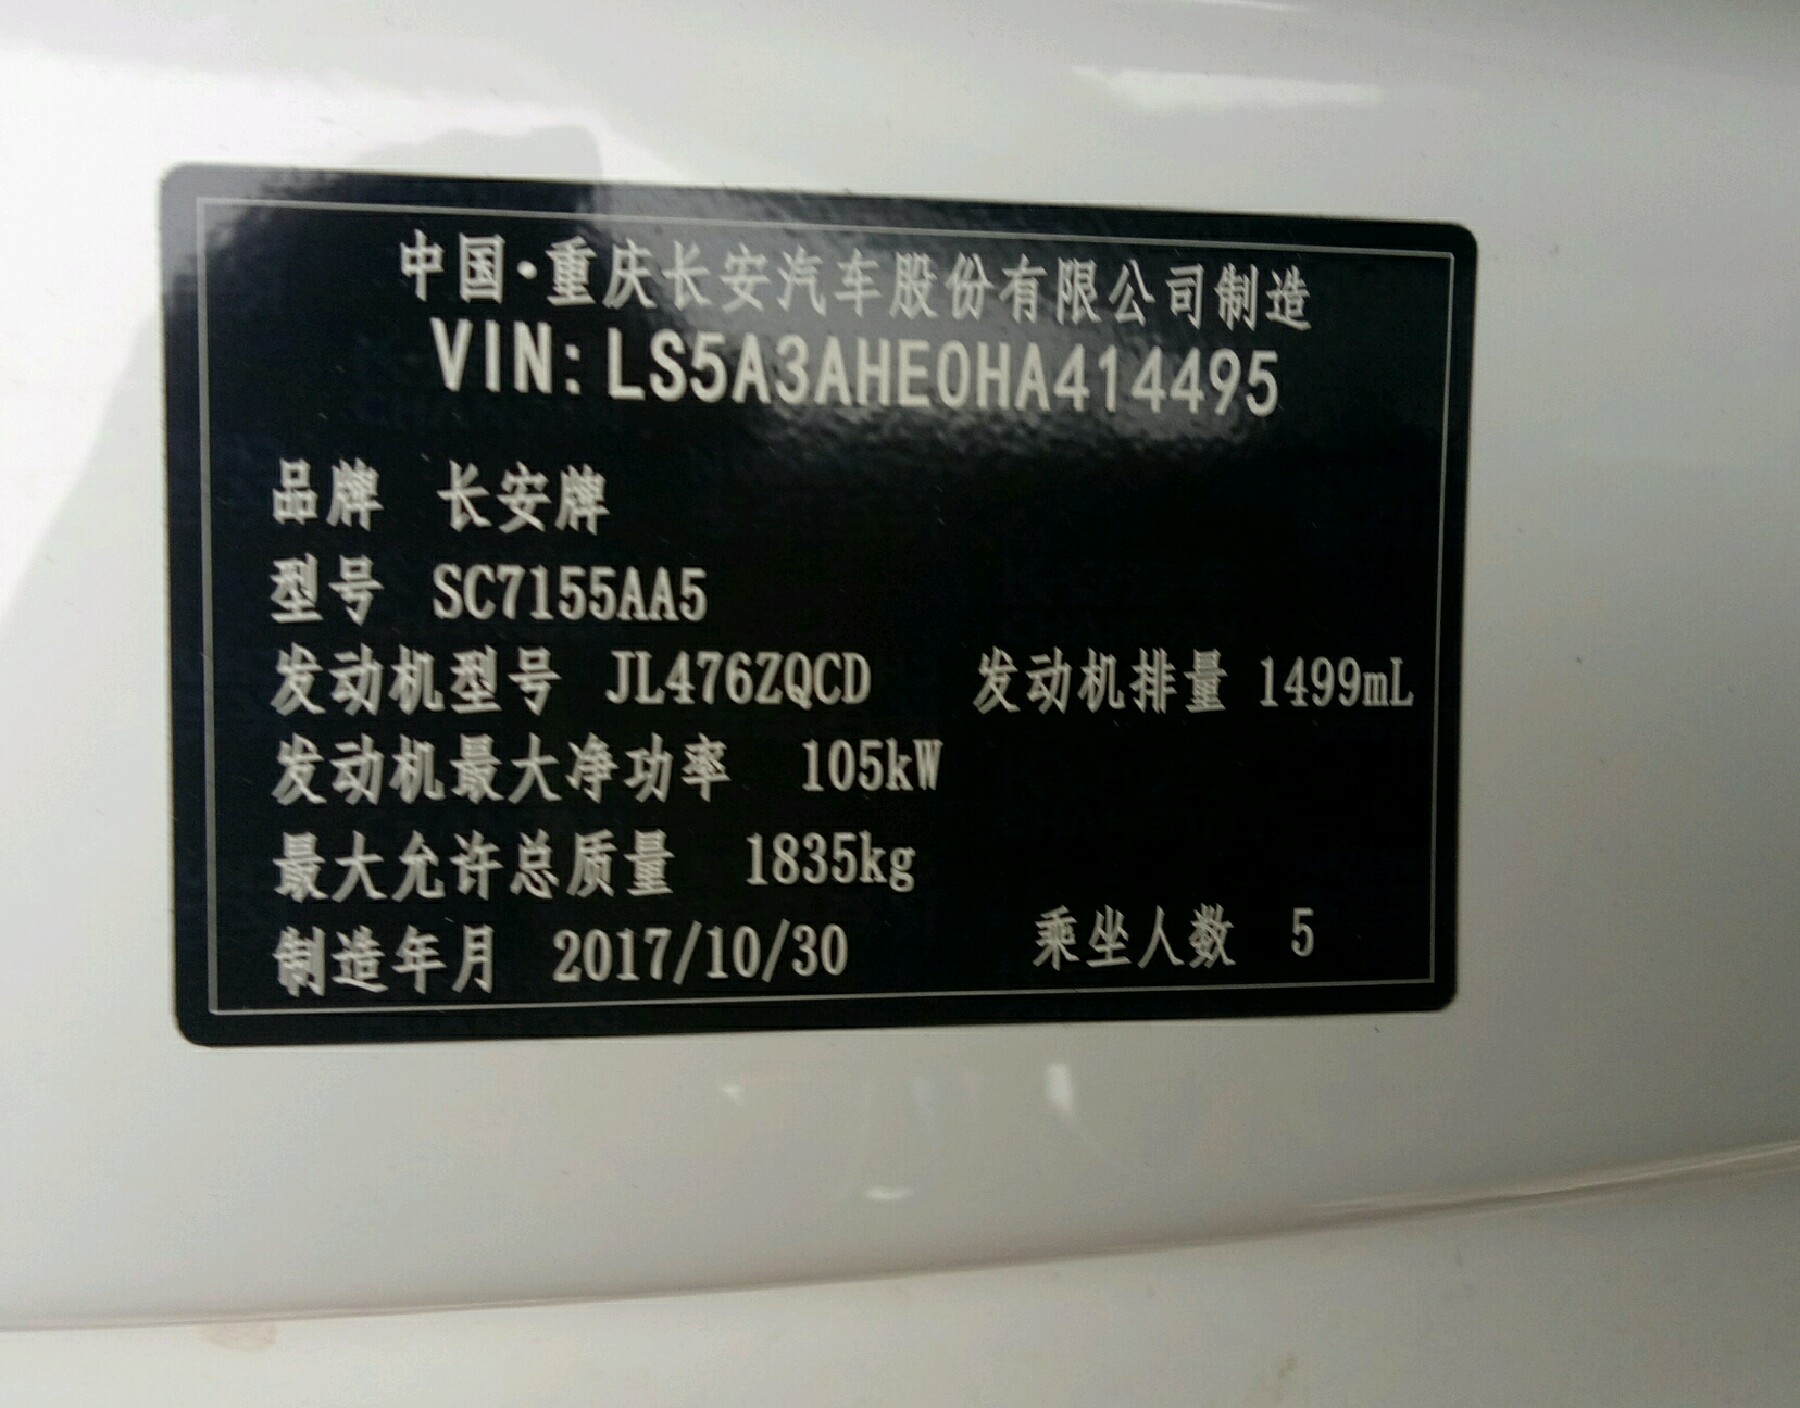 中国·重庆长安汽车股份有限公司制造
VIN: LS5A3AHE0HA414495
品牌 长安牌
型号 SC7155AA5
发动机型号 JL476ZQCD 发动机排量 1499mL
发动机最大净功率 105kW
最大允许总质量 1835kg
制造年月 2017/10/30 乘坐人数 5